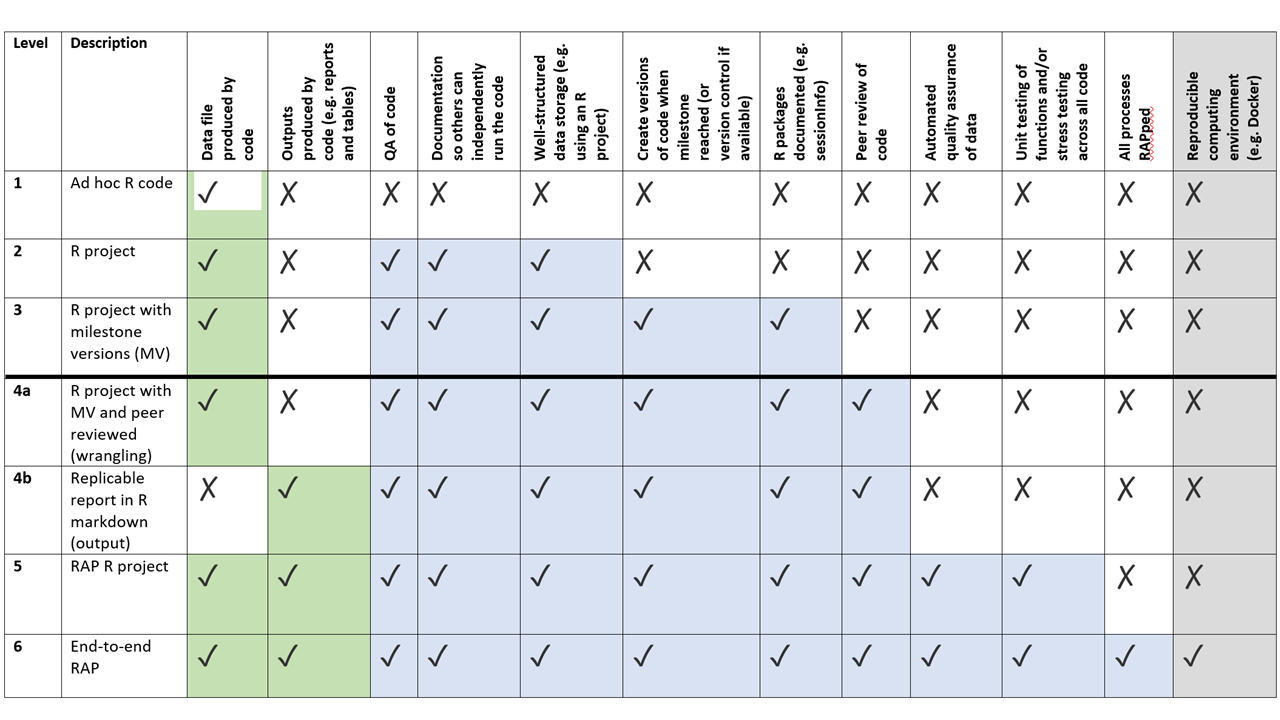 Level
Description
Data file
produced by
code
Outputs
produced by
code (e.g. reports
and tables)
QA of code
Documentation
so others can
independently
run the code
Well-structured
data storage (e.g.
using an R
project)
Create versions
of code when
milestone
reached (or
version control if
available)
R packages
documented (e.g.
sessionInfo)
Peer review of
code
Automated
quality assurance
of data
Unit testing of
functions and/or
stress testing
across all code
All processes
RAPped
Reproducible
computing
environment
(e.g. Docker)
1 Ad hoc R code ✓ ✗ ✗ ✗ ✗ ✗ ✗ ✗ ✗ ✗ ✗ ✗
2 R project ✓ ✗ ✓ ✓ ✓ ✗ ✗ ✗ ✗ ✗ ✗ ✗
3 R project with ✓ ✗ ✓ ✓ ✓ ✓ ✓ ✗ ✗ ✗ ✗ ✗
milestone
versions (MV)
4a R project with ✓ ✗ ✓ ✓ ✓ ✓ ✓ ✓ ✗ ✗ ✗ ✗
MV and peer
reviewed
(wrangling)
4b Replicable ✗ ✓ ✓ ✓ ✓ ✓ ✓ ✓ ✗ ✗ ✗ ✗
report in R
markdown
(output)
5 RAP R project ✓ ✓ ✓ ✓ ✓ ✓ ✓ ✓ ✓ ✓ ✗ ✗
6 End-to-end ✓ ✓ ✓ ✓ ✓ ✓ ✓ ✓ ✓ ✓ ✓ ✓
RAP